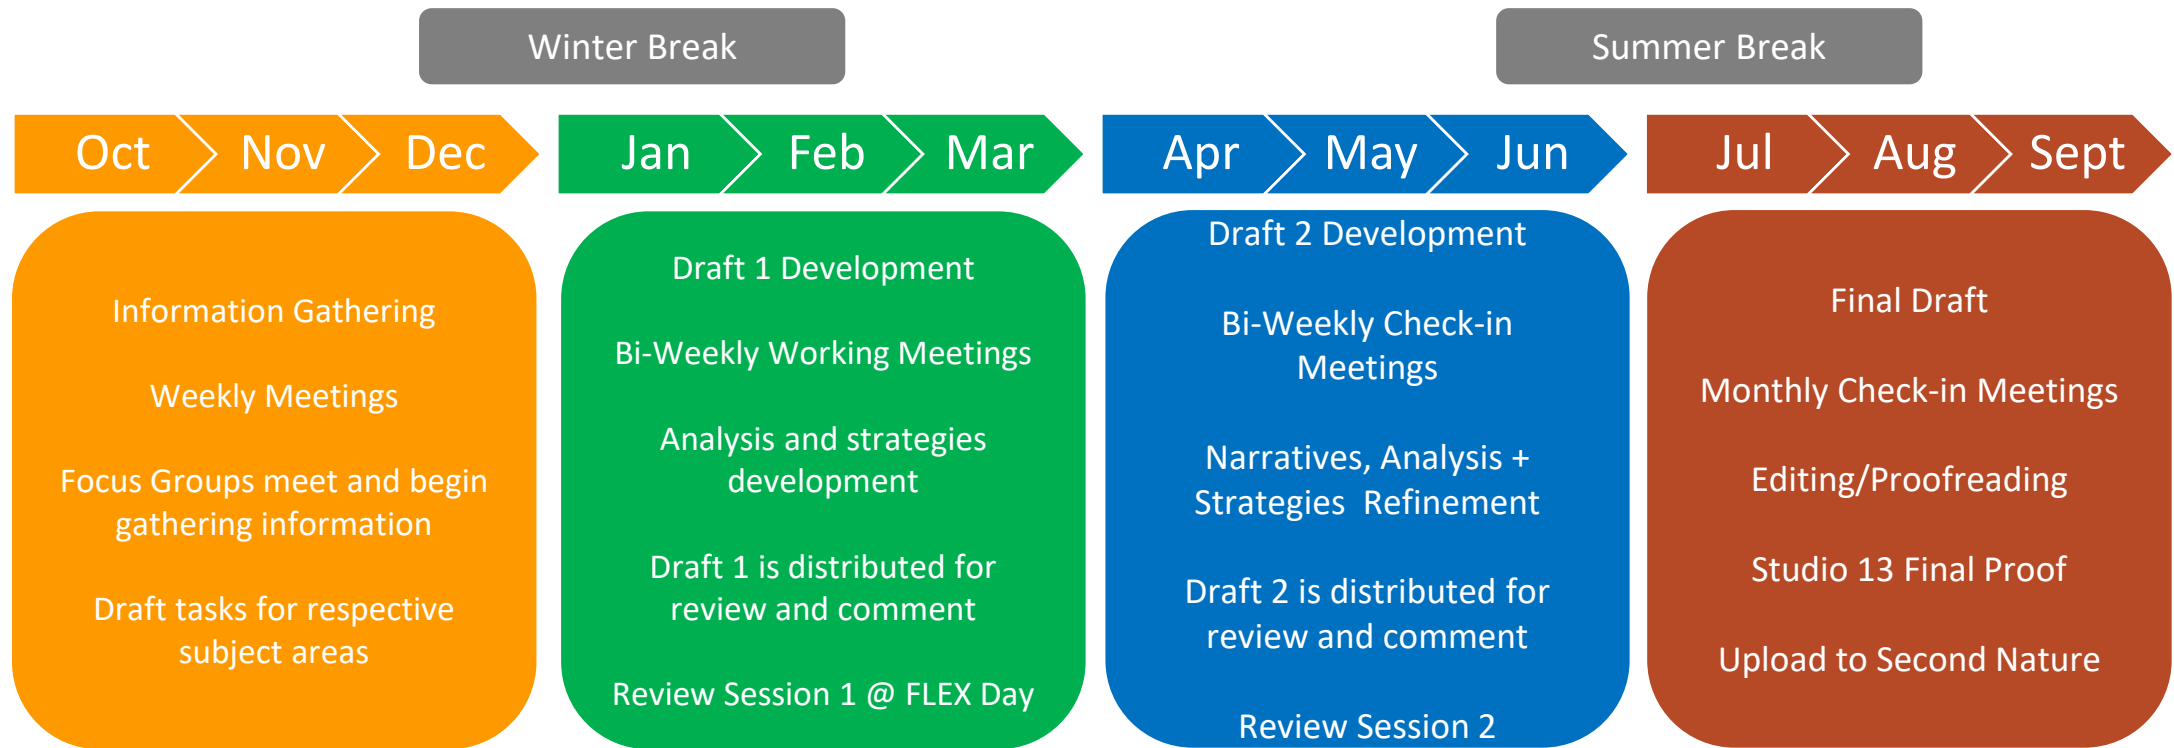 Winter Break
Summer Break
Oct
Nov
Dec
Jan
Feb
Mar
Apr
May
Jun
Jul
Aug
Sept
Information Gathering
Weekly Meetings
Focus Groups meet and begin
gathering information
Draft tasks for respective
subject areas
Draft 1 Development
Bi-Weekly Working Meetings
Analysis and strategies
development
Draft 1 is distributed for
review and comment
Review Session 1 @ FLEX Day
Draft 2 Development
Bi-Weekly Check-in
Meetings
Narratives, Analysis +
Strategies  Refinement
Draft 2 is distributed for
review and comment
Review Session 2
Final Draft
Monthly Check-in Meetings
Editing/Proofreading
Studio 13 Final Proof
Upload to Second Nature